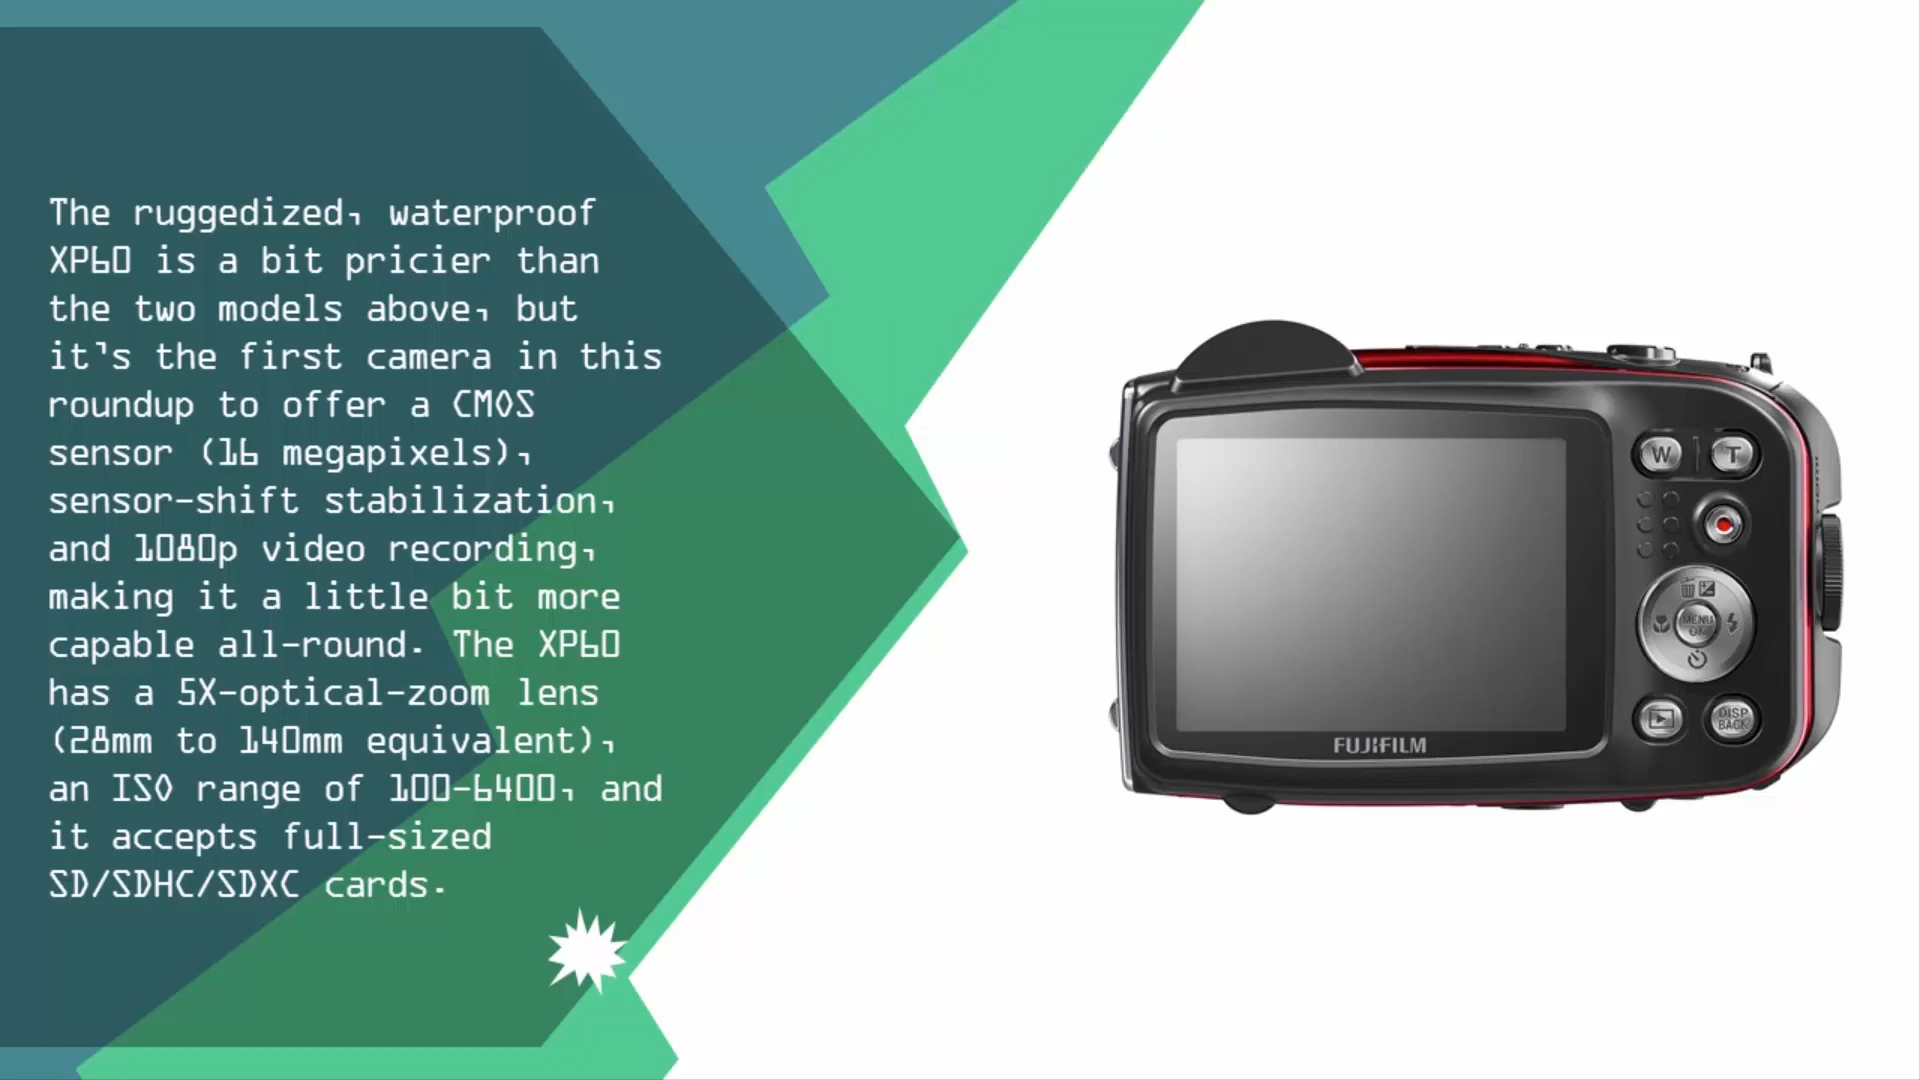 The ruggedized, waterproof
XP60 is a bit pricier than
the two models above, but
it's the first camera in this
roundup to offer a CMOS
sensor (16 megapixels),
sensor-shift stabilization,
and 1080p video recording,
making it a little bit more
capable all-round. The XP60
has a 5X-optical-zoom lens
(28mm to 140mm equivalent),
an ISO range of 100-6400, and
it accepts full-sized
SD/SDHC/SDXC cards.
W T
MENU
OK
DISP
BACK
FUJIFILM